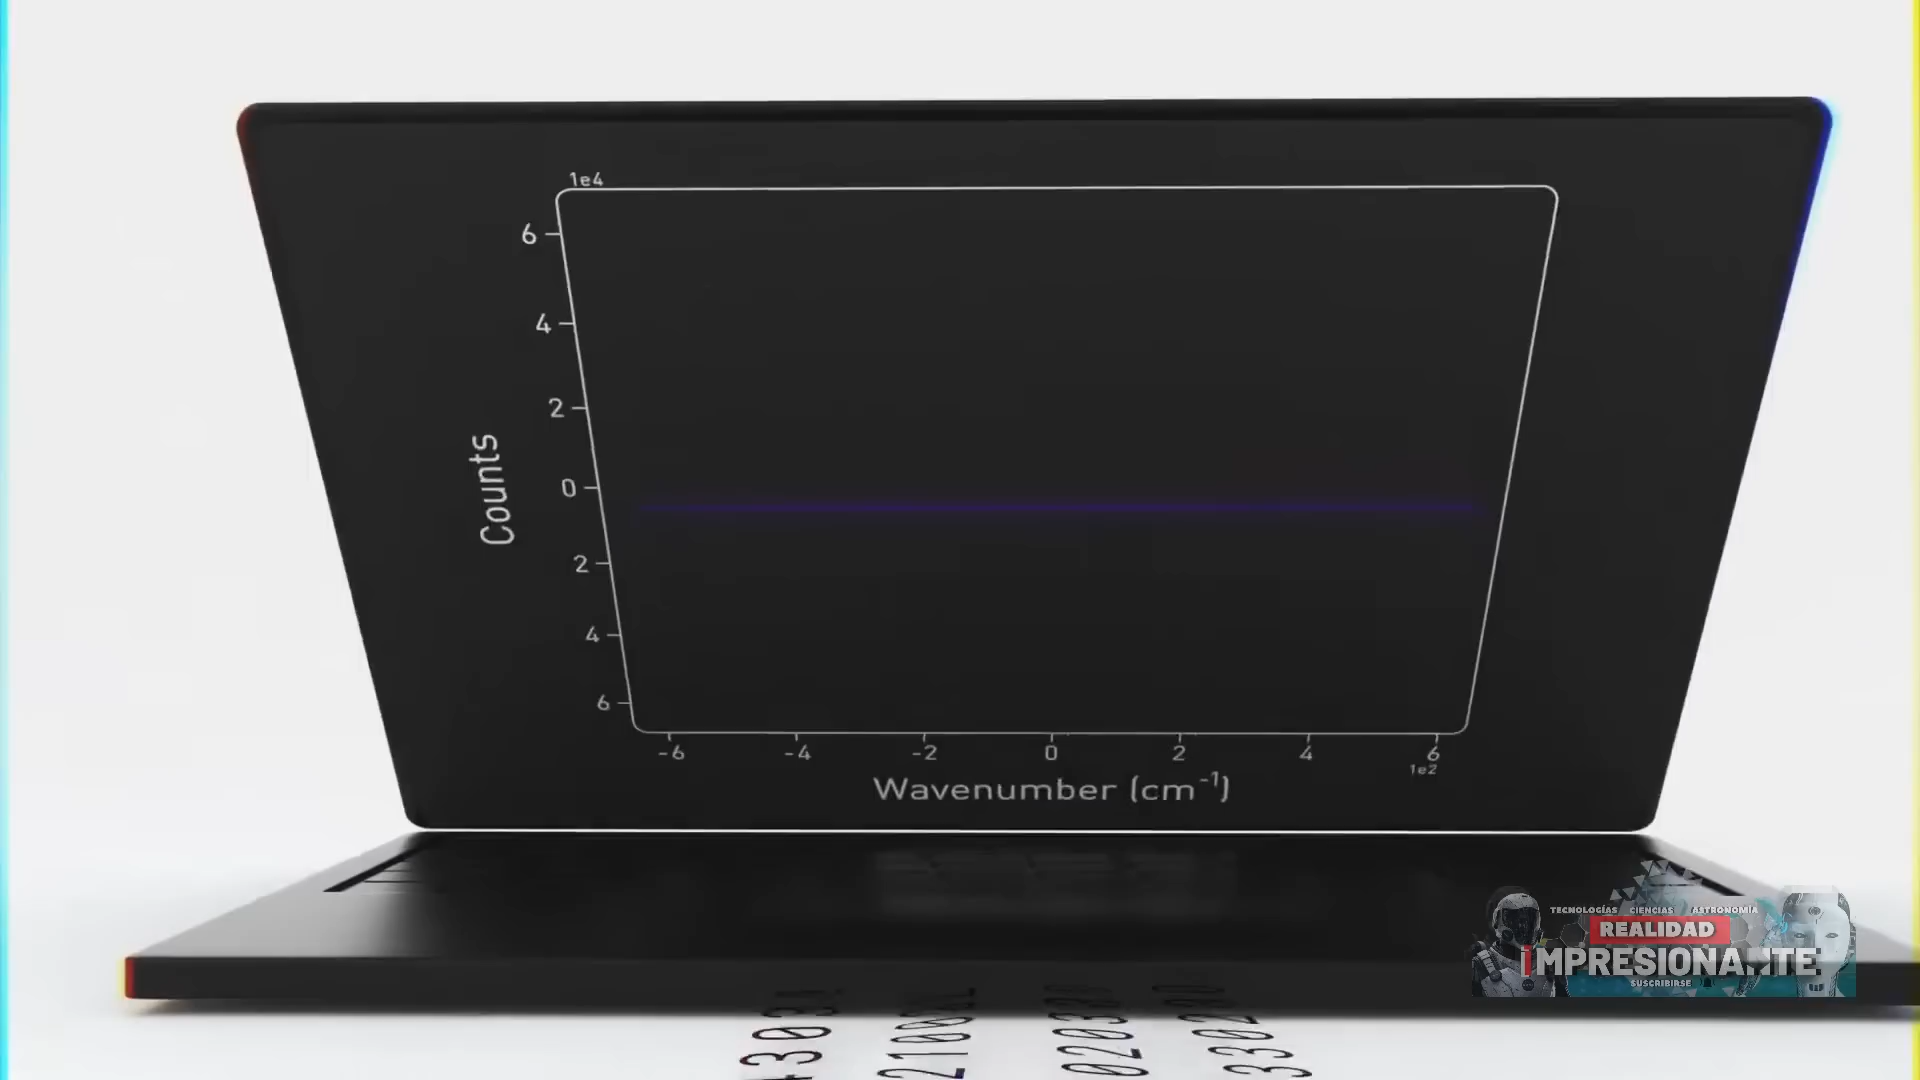 1e4
6
4
2
0
2
4
6
Counts
-6 -4 -2 0 2 4 6
1e2
Wavenumber (cm⁻¹)
TECNOLOGÍAS CIENCIAS ASTRONOMÍA
REALIDAD
iMPRESIONANTE
SUSCRIBIRSE